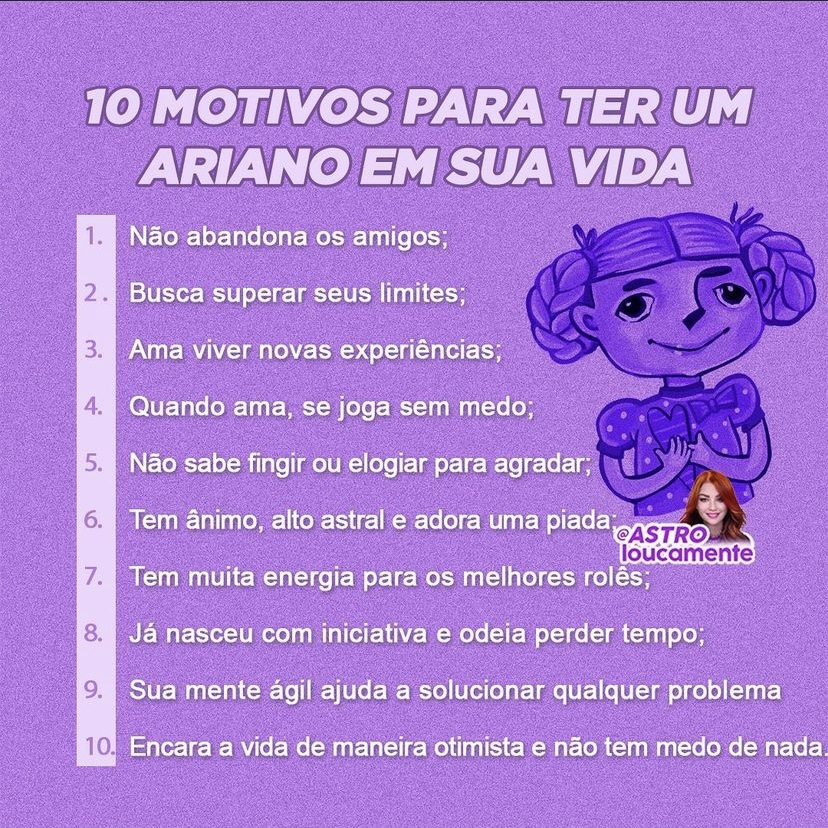 10 MOTIVOS PARA TER UM
ARIANO EM SUA VIDA
1. Não abandona os amigos;
2. Busca superar seus limites;
3. Ama viver novas experiências;
4. Quando ama, se joga sem medo;
5. Não sabe fingir ou elogiar para agradar;
6. Tem ânimo, alto astral e adora uma piada;
@ASTRO
loucamente
7. Tem muita energia para os melhores rolês;
8. Já nasceu com iniciativa e odeia perder tempo;
9. Sua mente ágil ajuda a solucionar qualquer problema
10. Encara a vida de maneira otimista e não tem medo de nada.